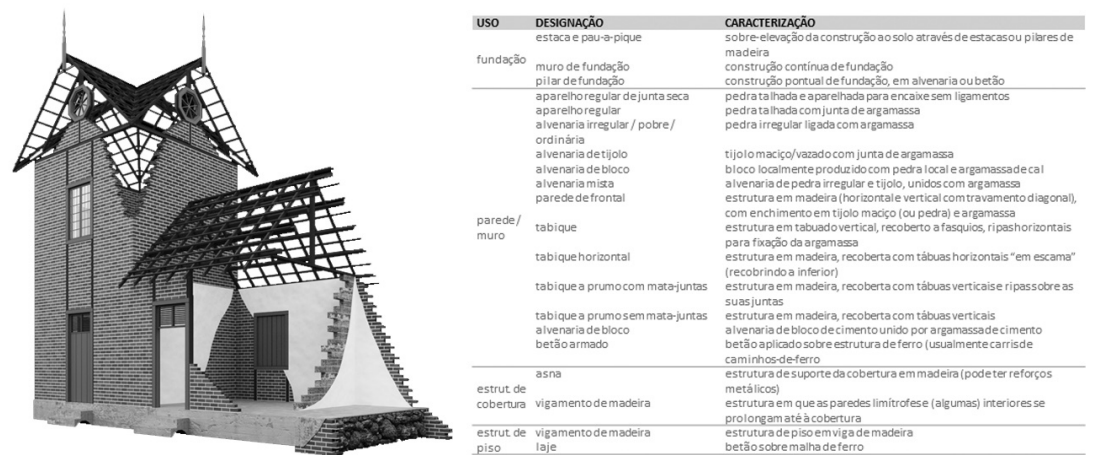 USO DESIGNAÇÃO CARACTERIZAÇÃO
fundação
estaca e pau-a-pique sobre-elevação da construção ao solo através de estacas ou pilares de
madeira
muro de fundação construção contínua de fundação
pilar de fundação construção pontual de fundação, em alvenaria ou betão
parede /
muro
aparelho regular de junta seca pedra talhada e aparelhada para encaixe sem ligamentos
aparelho regular pedra talhada com junta de argamassa
alvenaria irregular / pobre / pedra irregular ligada com argamassa
ordinária
alvenaria de tijolo tijolo maciço/vazado com junta de argamassa
alvenaria de bloco bloco localmente produzido com pedra local e argamassa de cal
alvenaria mista alvenaria de pedra irregular e tijolo, unidos com argamassa
parede de frontal estrutura em madeira (horizontal e vertical com travamento diagonal),
com enchimento em tijolo maciço (ou pedra) e argamassa
tabique estrutura em tabuado vertical, recoberto a fasquios, ripas horizontais
para fixação da argamassa
tabique horizontal estrutura em madeira, recoberta com tábuas horizontais “em escama”
(recobrindo a inferior)
tabique a prumo com mata-juntas estrutura em madeira, recoberta com tábuas verticais e ripas sobre as
suas juntas
tabique a prumo sem mata-juntas estrutura em madeira, recoberta com tábuas verticais
alvenaria de bloco alvenaria de bloco de cimento unido por argamassa de cimento
betão armado betão aplicado sobre estrutura de ferro (usualmente carris de
caminhos-de-ferro
estrut. de
cobertura
asna estrutura de suporte da cobertura em madeira (pode ter reforços
metálicos)
vigamento de madeira estrutura em que as paredes limítrofes e (algumas) interiores se
prolongam até à cobertura
estrut. de
piso
vigamento de madeira estrutura de piso em viga de madeira
laje betão sobre malha de ferro